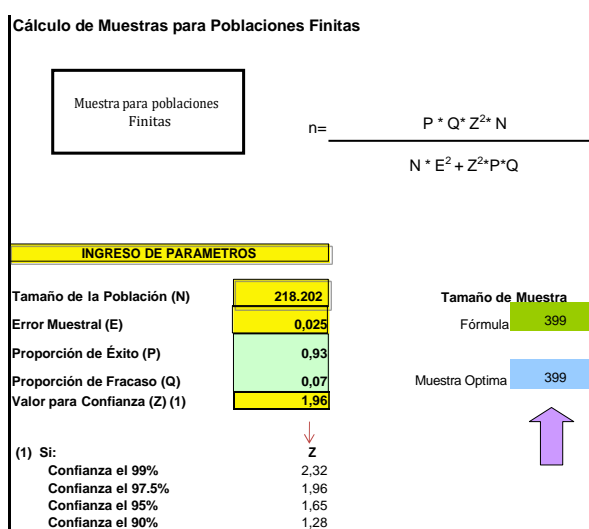 Cálculo de Muestras para Poblaciones Finitas
Muestra para poblaciones
Finitas
n=
P * Q* Z²* N
N * E² + Z²*P*Q
INGRESO DE PARAMETROS
Tamaño de la Población (N) 218.202
Tamaño de Muestra
Error Muestral (E) 0,025
Fórmula 399
Proporción de Éxito (P) 0,93
Proporción de Fracaso (Q) 0,07
Muestra Optima 399
Valor para Confianza (Z) (1) 1,96
(1) Si: Z
Confianza el 99% 2,32
Confianza el 97.5% 1,96
Confianza el 95% 1,65
Confianza el 90% 1,28